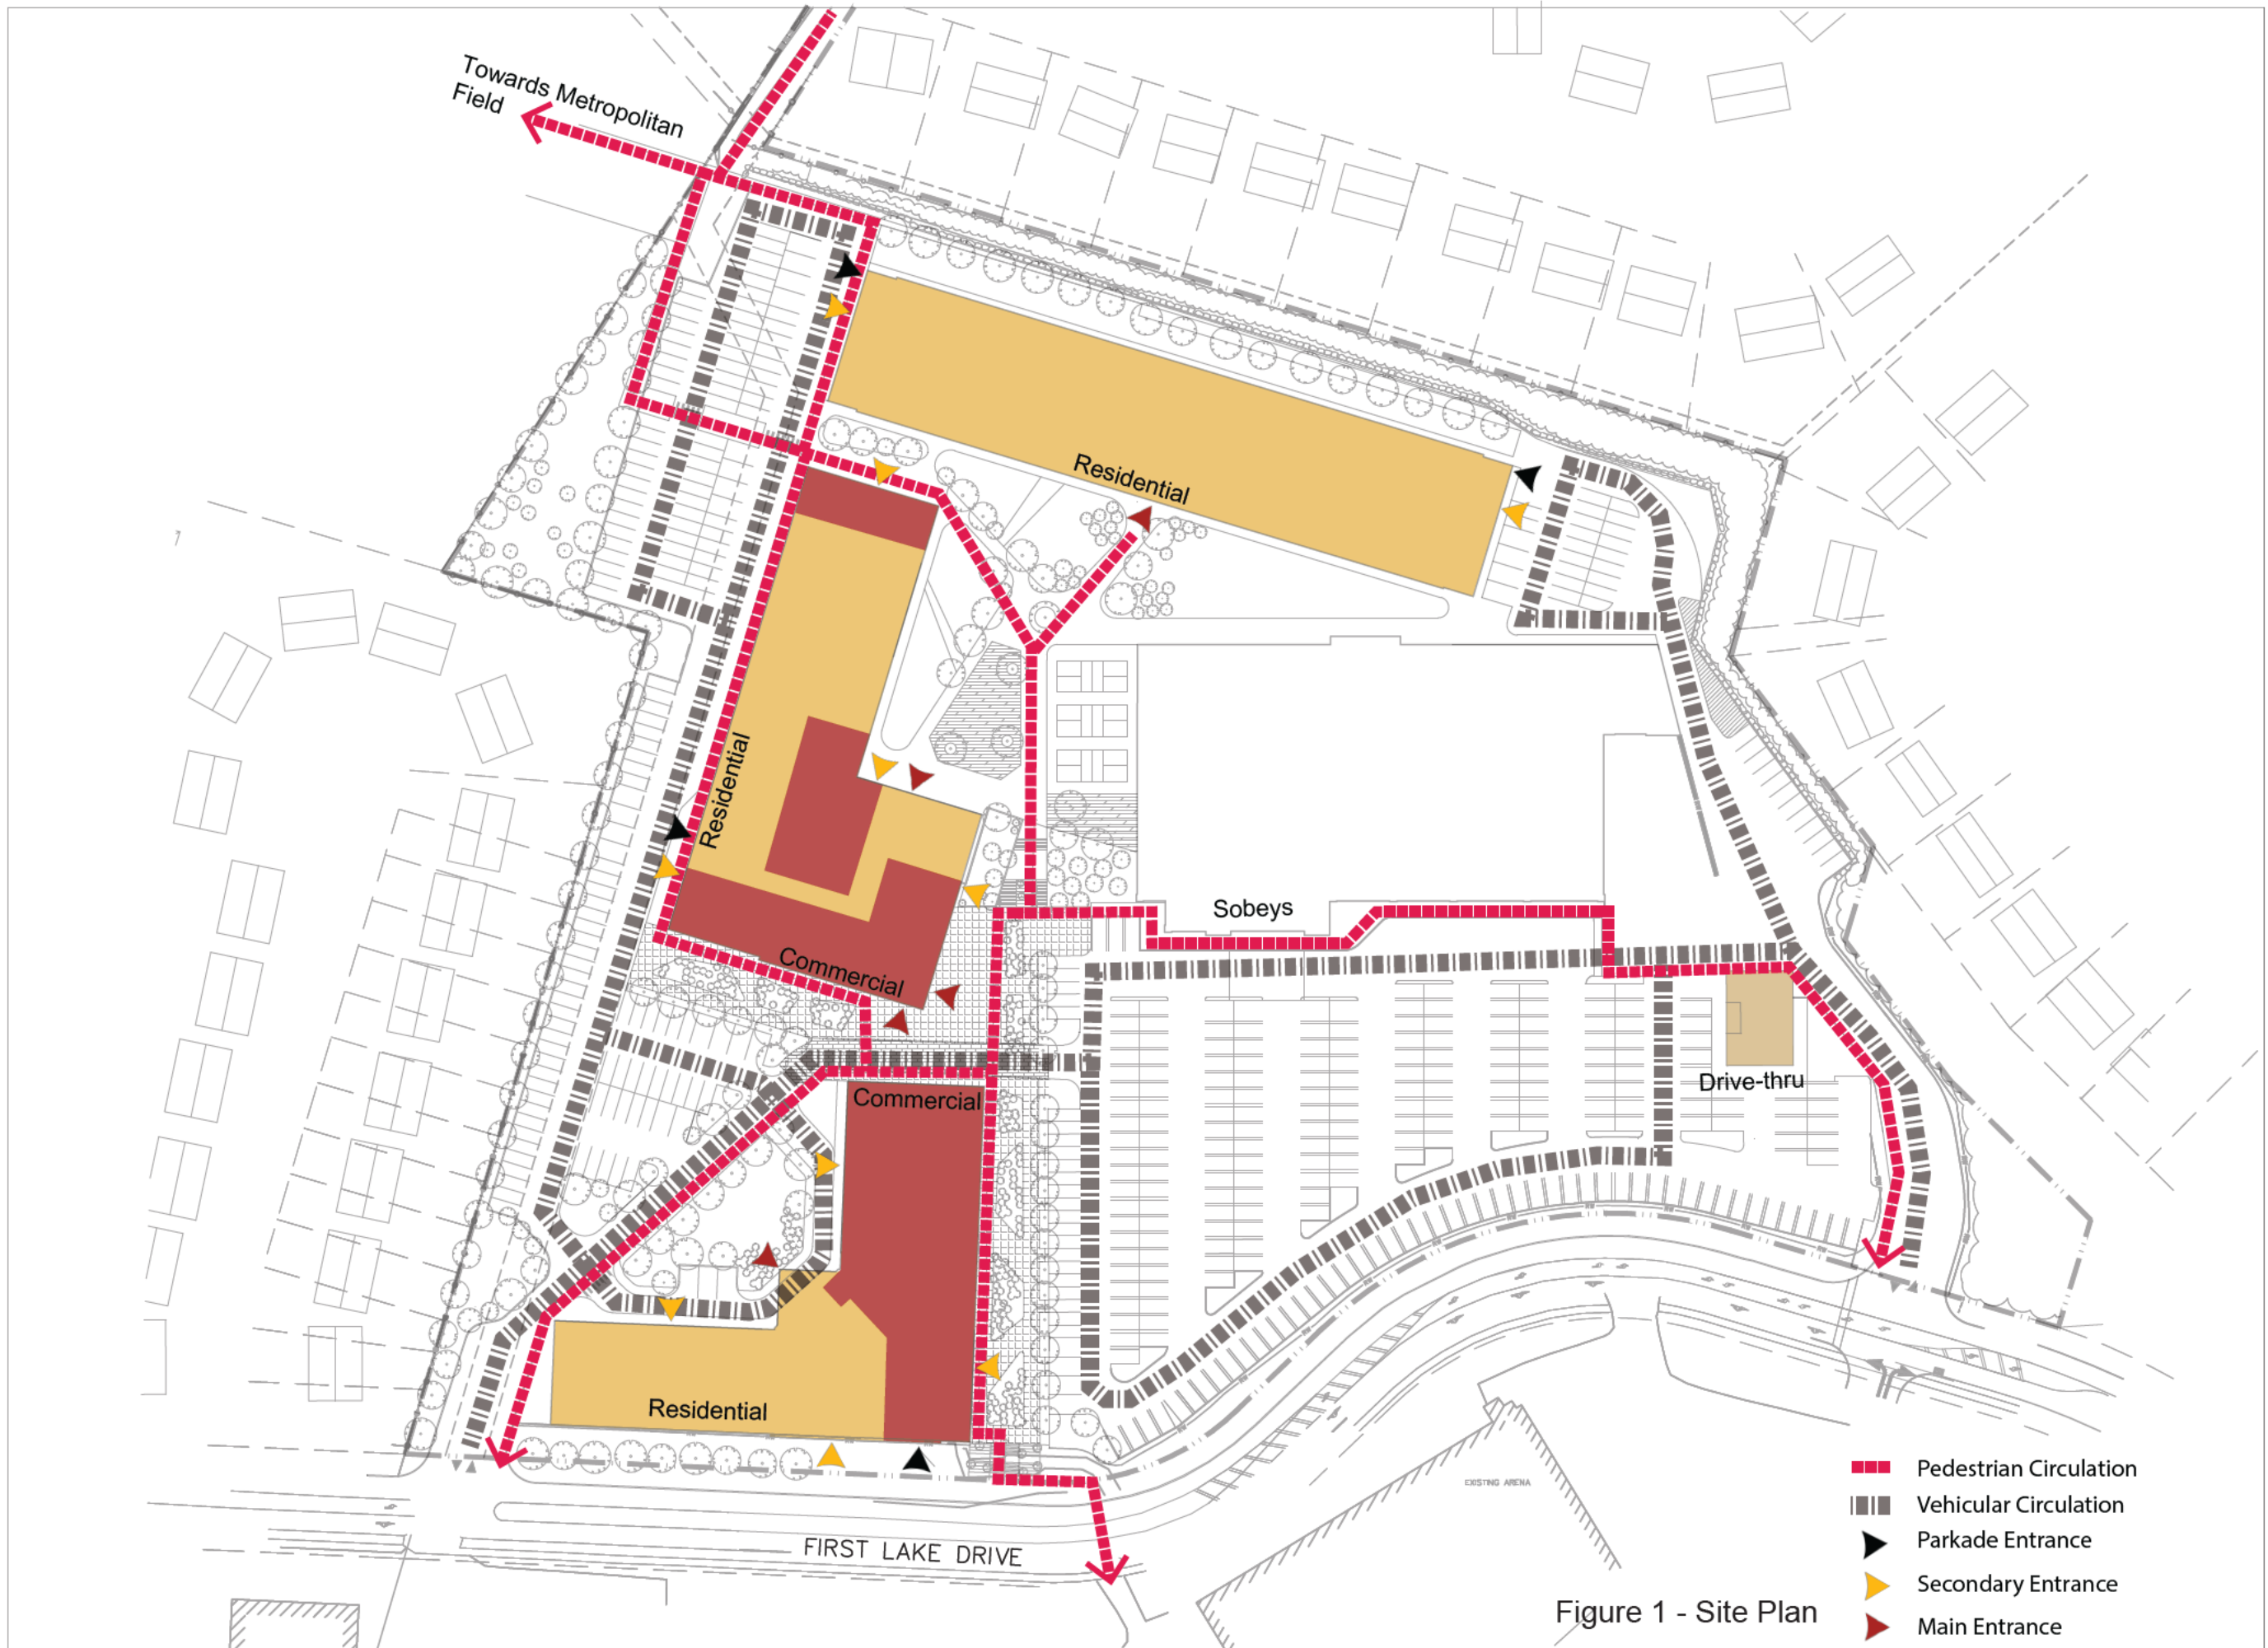 Towards Metropolitan
Field
Residential
Residential
Sobeys
Commercial
Drive-thru
Commercial
Residential
EXISTING ARENA
FIRST LAKE DRIVE
Pedestrian Circulation
Vehicular Circulation
Parkade Entrance
Secondary Entrance
Main Entrance
Figure 1 - Site Plan